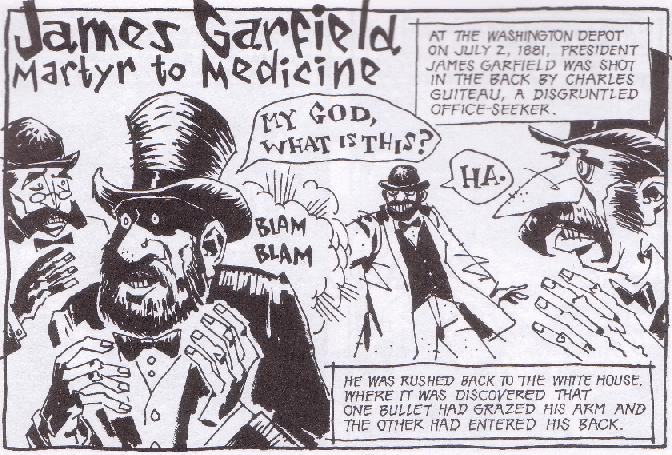 James Garfield
Martyr to Medicine
AT THE WASHINGTON DEPOT
ON JULY 2, 1881, PRESIDENT
JAMES GARFIELD WAS SHOT
IN THE BACK BY CHARLES
GUITEAU, A DISGRUNTLED
OFFICE-SEEKER.
MY GOD,
WHAT IS THIS?
BLAM
BLAM
HA.
HE WAS RUSHED BACK TO THE WHITE HOUSE,
WHERE IT WAS DISCOVERED THAT
ONE BULLET HAD GRAZED HIS ARM AND
THE OTHER HAD ENTERED HIS BACK.